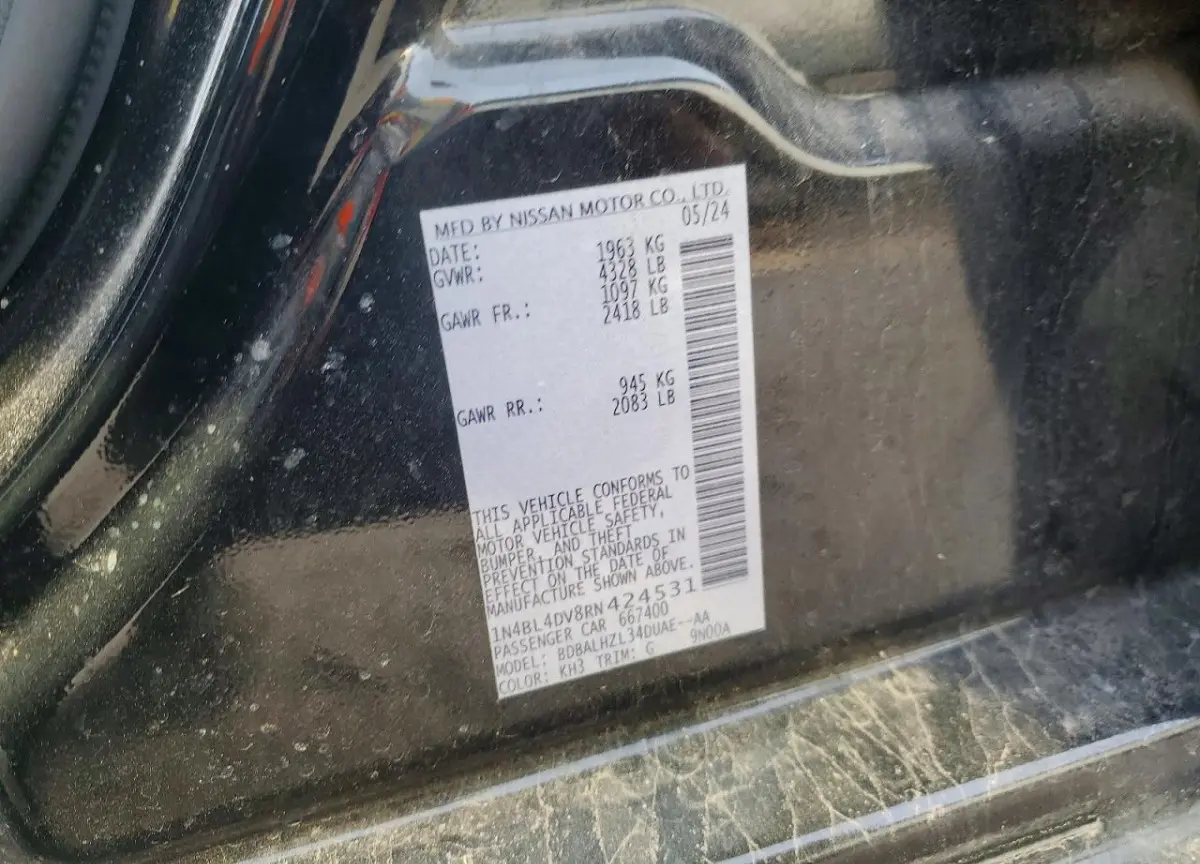 MFD BY NISSAN MOTOR CO., LTD.
DATE: 05/24
GVWR: 1963 KG
4328 LB
GAWR FR.: 1097 KG
2418 LB
GAWR RR.: 945 KG
2083 LB
THIS VEHICLE CONFORMS TO
ALL APPLICABLE FEDERAL
MOTOR VEHICLE SAFETY,
BUMPER, AND THEFT
PREVENTION STANDARDS IN
EFFECT ON THE DATE OF
MANUFACTURE SHOWN ABOVE.
1N4BL4DV8RN424531
PASSENGER CAR 667400
MODEL: BDBALHZL34DUAE--AA
COLOR: KH3 TRIM: G 9N00A